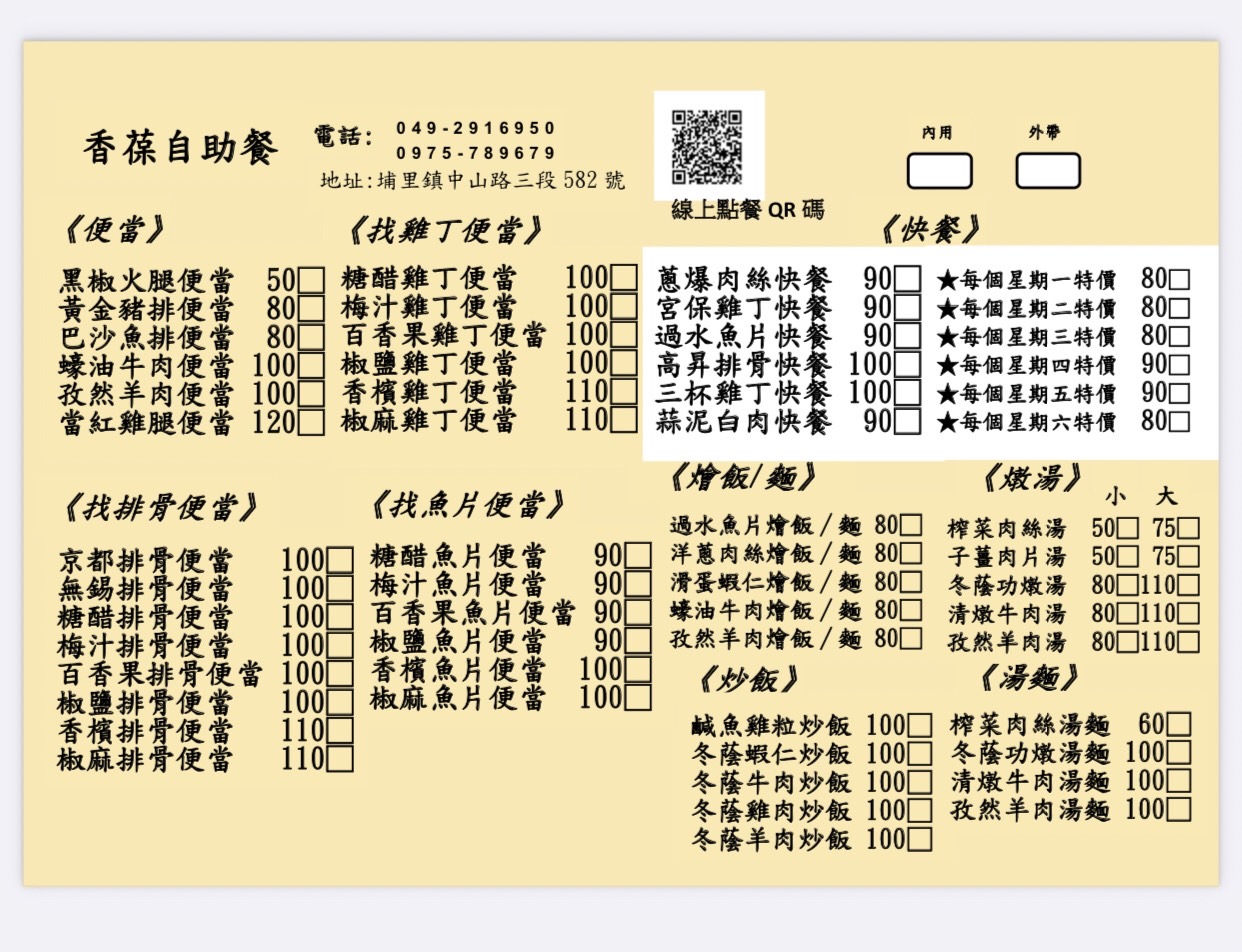 香葆自助餐
電話: 049-2916950
0975-789679
地址:埔里鎮中山路三段 582 號
線上點餐 QR 碼
內用 外帶
《便當》
黑椒火腿便當 50□
黃金豬排便當 80□
巴沙魚排便當 80□
蠔油牛肉便當 100□
孜然羊肉便當 100□
當紅雞腿便當 120□
《找雞丁便當》
糖醋雞丁便當 100□
梅汁雞丁便當 100□
百香果雞丁便當 100□
椒鹽雞丁便當 100□
香檳雞丁便當 110□
椒麻雞丁便當 110□
《快餐》
蔥爆肉絲快餐 90□ ★每個星期一特價 80□
宮保雞丁快餐 90□ ★每個星期二特價 80□
過水魚片快餐 90□ ★每個星期三特價 80□
高昇排骨快餐 100□ ★每個星期四特價 90□
三杯雞丁快餐 100□ ★每個星期五特價 90□
蒜泥白肉快餐 90□ ★每個星期六特價 80□
《找排骨便當》
京都排骨便當 100□
無錫排骨便當 100□
糖醋排骨便當 100□
梅汁排骨便當 100□
百香果排骨便當 100□
椒鹽排骨便當 100□
香檳排骨便當 110□
椒麻排骨便當 110□
《找魚片便當》
糖醋魚片便當 90□
梅汁魚片便當 90□
百香果魚片便當 90□
椒鹽魚片便當 90□
香檳魚片便當 100□
椒麻魚片便當 100□
《燴飯/麵》
過水魚片燴飯/麵 80□
洋蔥肉絲燴飯/麵 80□
滑蛋蝦仁燴飯/麵 80□
蠔油牛肉燴飯/麵 80□
孜然羊肉燴飯/麵 80□
《燉湯》
小 大
榨菜肉絲湯 50□ 75□
子薑肉片湯 50□ 75□
冬蔭功燉湯 80□110□
清燉牛肉湯 80□110□
孜然羊肉湯 80□110□
《炒飯》
鹹魚雞粒炒飯 100□
冬蔭蝦仁炒飯 100□
冬蔭牛肉炒飯 100□
冬蔭雞肉炒飯 100□
冬蔭羊肉炒飯 100□
《湯麵》
榨菜肉絲湯麵 60□
冬蔭功燉湯麵 100□
清燉牛肉湯麵 100□
孜然羊肉湯麵 100□